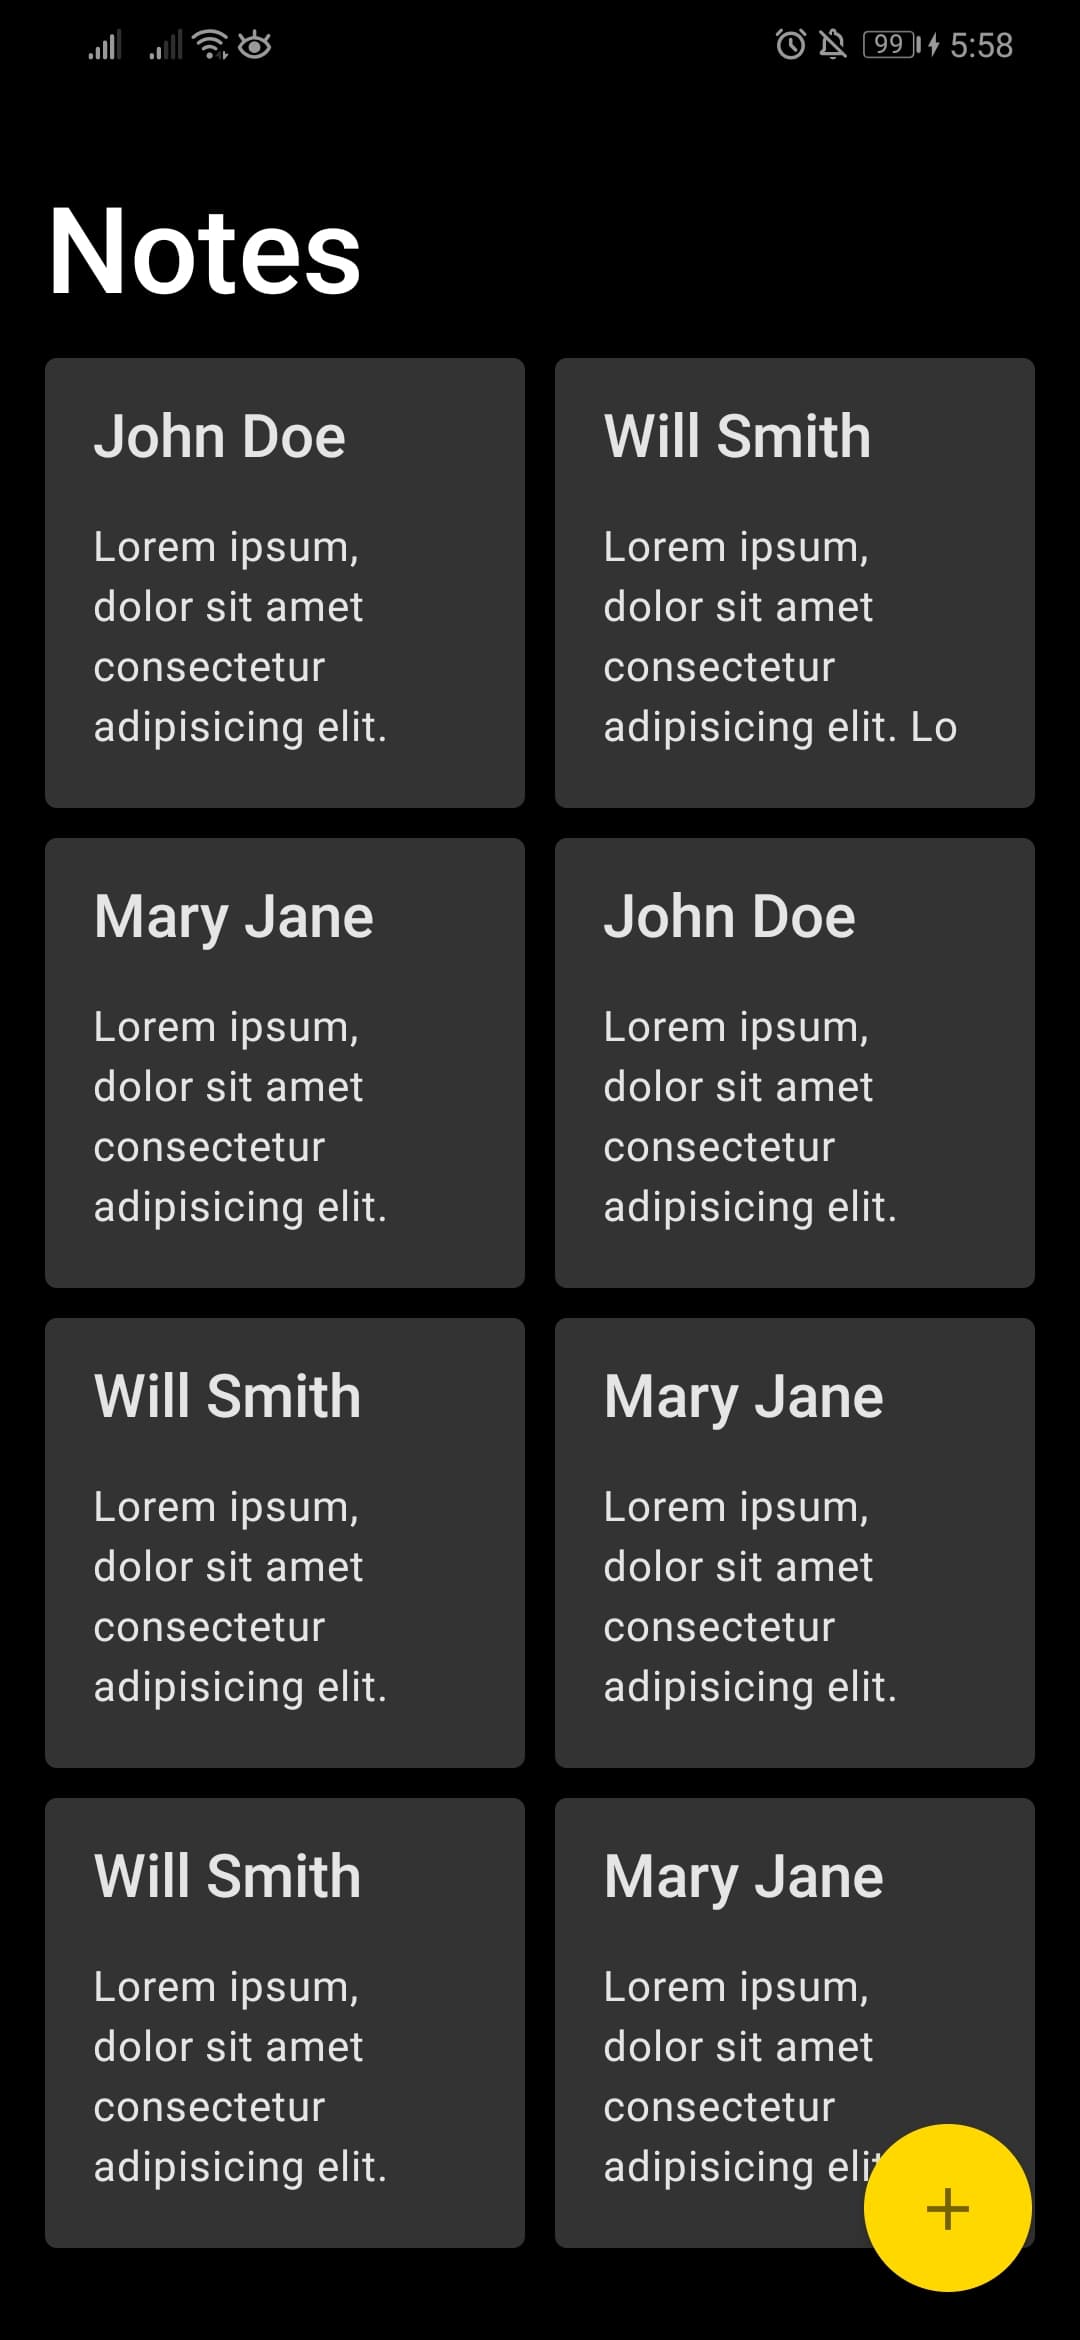 99 5:58
Notes
John Doe
Lorem ipsum,
dolor sit amet
consectetur
adipisicing elit.
Will Smith
Lorem ipsum,
dolor sit amet
consectetur
adipisicing elit. Lo
Mary Jane
Lorem ipsum,
dolor sit amet
consectetur
adipisicing elit.
John Doe
Lorem ipsum,
dolor sit amet
consectetur
adipisicing elit.
Will Smith
Lorem ipsum,
dolor sit amet
consectetur
adipisicing elit.
Mary Jane
Lorem ipsum,
dolor sit amet
consectetur
adipisicing elit.
Will Smith
Lorem ipsum,
dolor sit amet
consectetur
adipisicing elit.
Mary Jane
Lorem ipsum,
dolor sit amet
consectetur
adipisicing elit